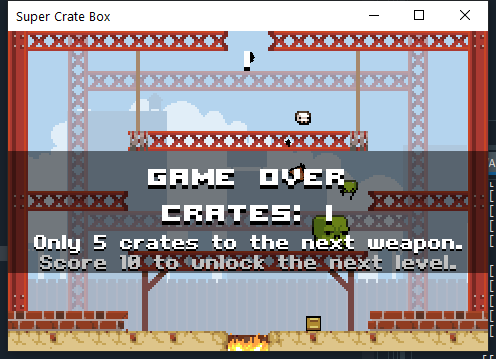 Super Crate Box
GAME OVER
CRATES: 1
Only 5 crates to the next weapon.
Score 10 to unlock the next level.